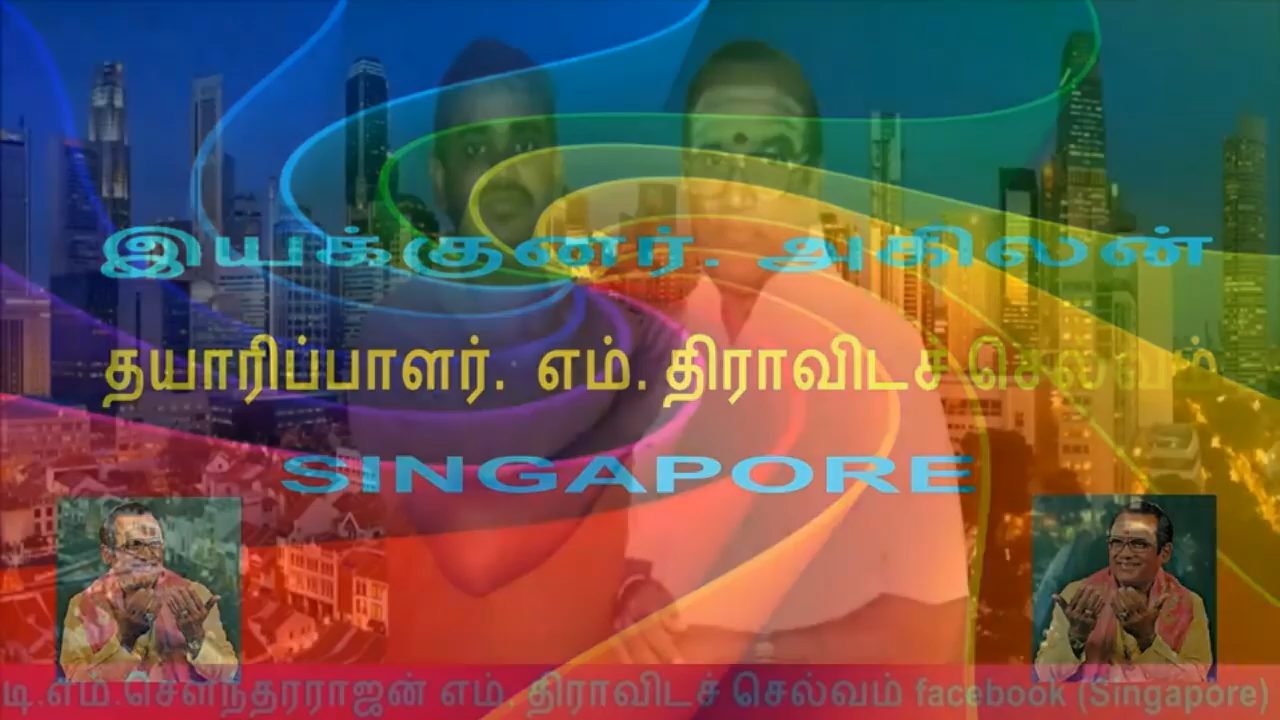 இயக்குனர். அகிலன்
தயாரிப்பாளர். எம். திராவிடச் செல்வம்
SINGAPORE
டி.எம்.சௌந்தரராஜன் எம். திராவிடச் செல்வம் facebook (Singapore)